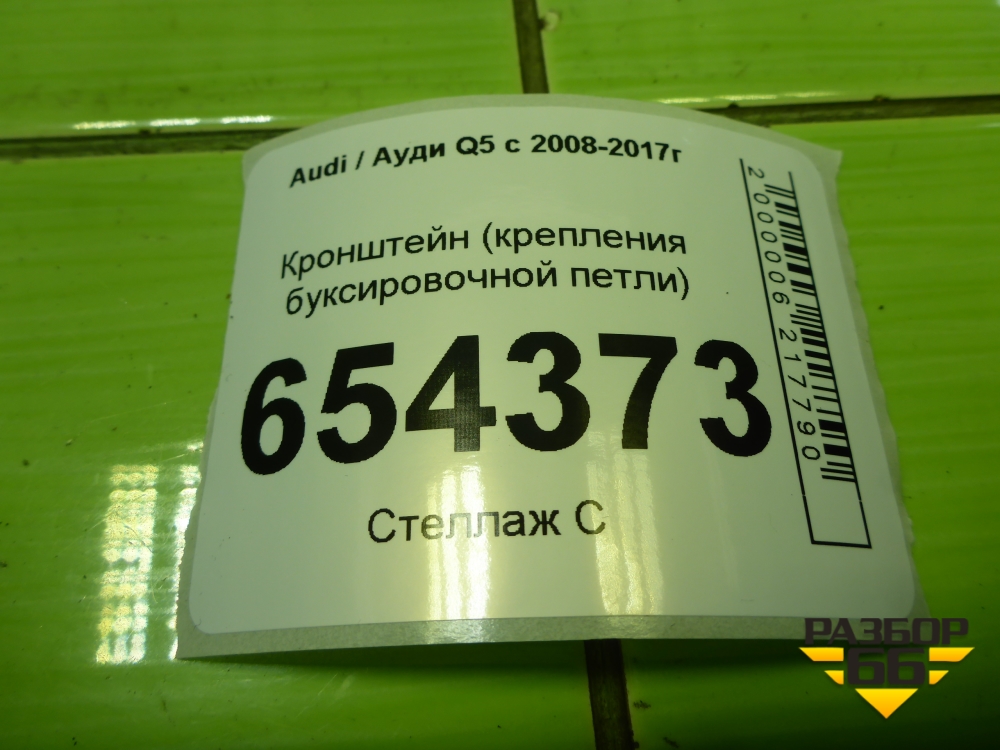 Audi / Ауди Q5 с 2008-2017г
Кронштейн (крепления
буксировочной петли)
654373
Стеллаж С
2000006217790
РАЗБОР
66